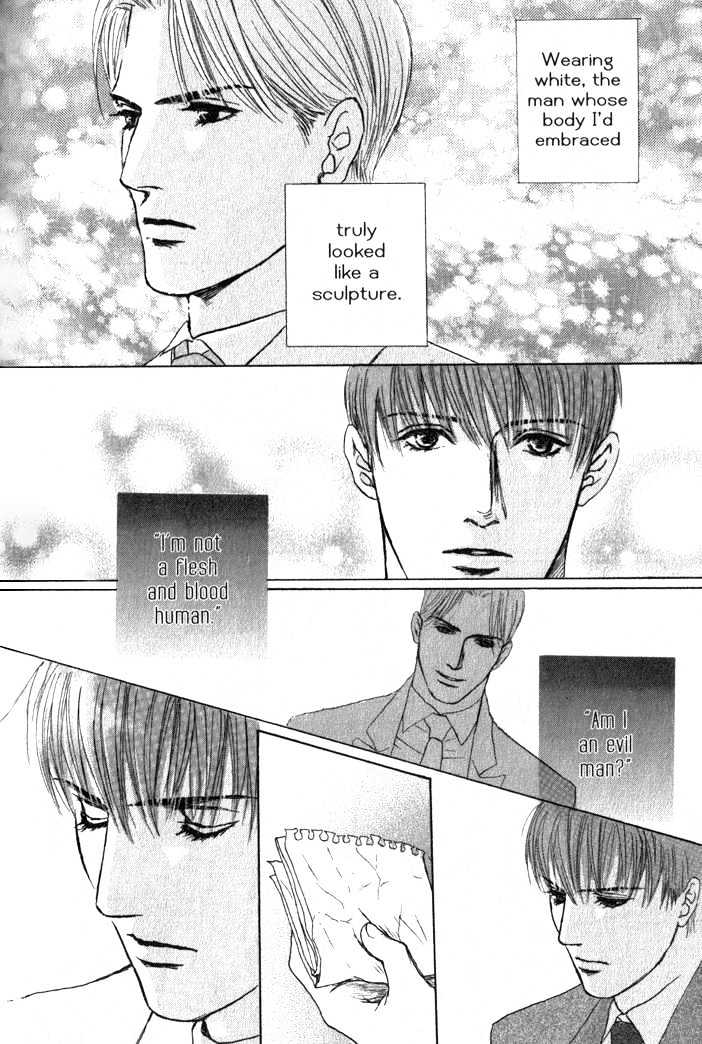 Wearing
white, the
man whose
body I'd
embraced
truly
looked
like a
sculpture.
"I'm not
a flesh
and blood
human."
"Am I
an evil
man?"